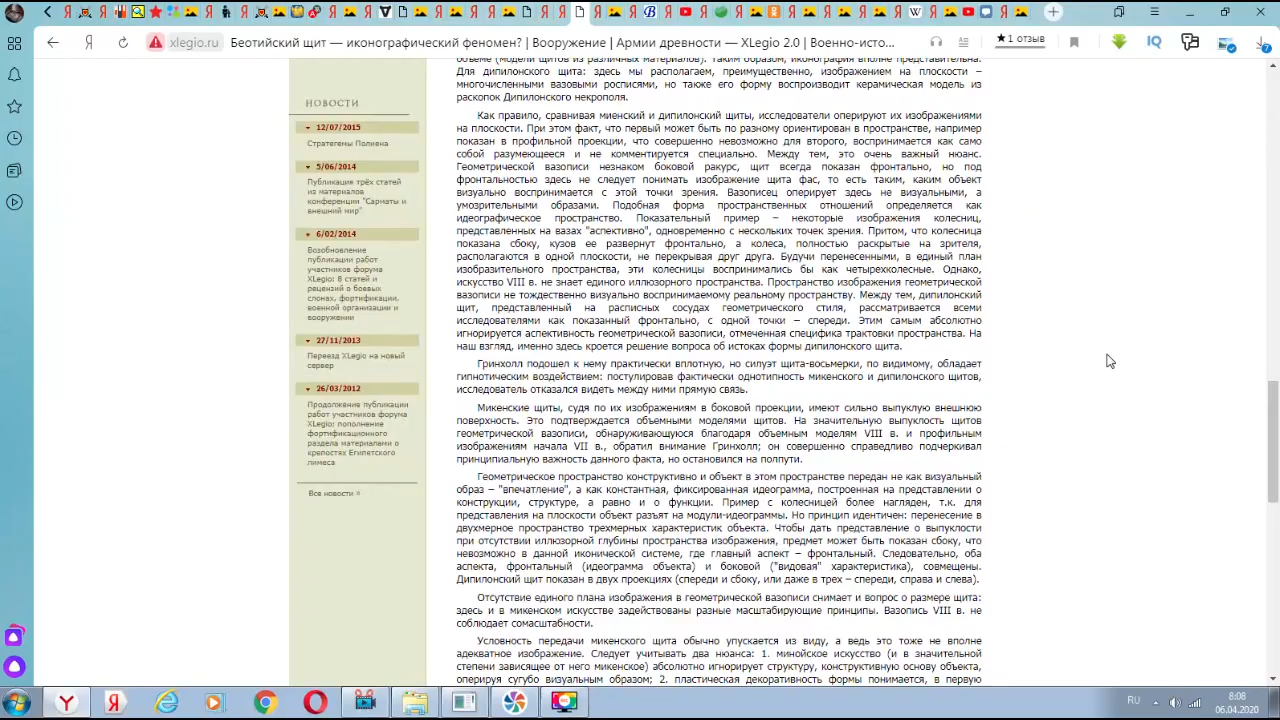 xlegio.ru Беотийский щит — иконографический феномен? | Вооружение | Армии древности — XLegio 2.0 | Военно-исто...
★1 отзыв
НОВОСТИ
12/07/2015
Стратегемы Полиена
5/06/2014
Публикация трёх статей
из материалов
конференции "Сарматы и
внешний мир"
6/02/2014
Возобновление
публикации работ
участников форума
XLegio: 8 статей и
рецензий о боевых
слонах, фортификации,
военной организации и
вооружении
27/11/2013
Переезд XLegio на новый
сервер
26/03/2012
Продолжение публикации
работ участников форума
XLegio: пополнение
фортификационного
раздела материалами о
крепостях Египетского
лимеса
Все новости »
объеме (модели щитов из различных материалов). Таким образом, иконография вполне представительна.
Для дипилонского щита: здесь мы располагаем, преимущественно, изображением на плоскости –
многочисленными вазовыми росписями, но также его форму воспроизводит керамическая модель из
раскопок Дипилонского некрополя.
Как правило, сравнивая миенский и дипилонский щиты, исследователи оперируют их изображениями
на плоскости. При этом факт, что первый может быть по разному ориентирован в пространстве, например
показан в профильной проекции, что совершенно невозможно для второго, воспринимается как само
собой разумеющееся и не комментируется специально. Между тем, это очень важный нюанс.
Геометрической вазописи незнаком боковой ракурс, щит всегда показан фронтально, но под
фронтальностью здесь не следует понимать изображение щита фас, то есть таким, каким объект
визуально воспринимается с этой точки зрения. Вазописец оперирует здесь не визуальными, а
умозрительными образами. Подобная форма пространственных отношений определяется как
идеографическое пространство. Показательный пример – некоторые изображения колесниц,
представленных на вазах "аспективно", одновременно с нескольких точек зрения. Притом, что колесница
показана сбоку, кузов ее развернут фронтально, а колеса, полностью раскрытые на зрителя,
располагаются в одной плоскости, не перекрывая друг друга. Будучи перенесенными, в единый план
изобразительного пространства, эти колесницы воспринимались бы как четырехколесные. Однако,
искусство VIII в. не знает единого иллюзорного пространства. Пространство изображения геометрической
вазописи не тождественно визуально воспринимаемому реальному пространству. Между тем, дипилонский
щит, представленный на расписных сосудах геометрического стиля, рассматривается всеми
исследователями как показанный фронтально, с одной точки – спереди. Этим самым абсолютно
игнорируется аспективность геометрической вазописи, отмеченная специфика трактовки пространства. На
наш взгляд, именно здесь кроется решение вопроса об истоках формы дипилонского щита.
Гринхолл подошел к нему практически вплотную, но силуэт щита-восьмерки, по видимому, обладает
гипнотическим воздействием: постулировав фактически однотипность микенского и дипилонского щитов,
исследователь отказался видеть между ними прямую связь.
Микенские щиты, судя по их изображениям в боковой проекции, имеют сильно выпуклую внешнюю
поверхность. Это подтверждается объемными моделями щитов. На значительную выпуклость щитов
геометрической вазописи, обнаруживающуюся благодаря объемным моделям VIII в. и профильным
изображениям начала VII в., обратил внимание Гринхолл; он совершенно справедливо подчеркивал
принципиальную важность данного факта, но остановился на полпути.
Геометрическое пространство конструктивно и объект в этом пространстве передан не как визуальный
образ – "впечатление", а как константная, фиксированная идеограмма, построенная на представлении о
конструкции, структуре, а равно и о функции. Пример с колесницей более нагляден, т.к. для
представления на плоскости объект разъят на модули-идеограммы. Но принцип идентичен: перенесение в
двухмерное пространство трехмерных характеристик объекта. Чтобы дать представление о выпуклости
при отсутствии иллюзорной глубины пространства изображения, предмет может быть показан сбоку, что
невозможно в данной иконической системе, где главный аспект – фронтальный. Следовательно, оба
аспекта, фронтальный (идеограмма объекта) и боковой ("видовая" характеристика), совмещены.
Дипилонский щит показан в двух проекциях (спереди и сбоку, или даже в трех – спереди, справа и слева).
Отсутствие единого плана изображения в геометрической вазописи снимает и вопрос о размере щита:
здесь и в микенском искусстве задействованы разные масштабирующие принципы. Вазопись VIII в. не
соблюдает сомасштабности.
Условность передачи микенского щита обычно упускается из виду, а ведь это тоже не вполне
адекватное изображение. Следует учитывать два нюанса: 1. минойское искусство (и в значительной
степени зависящее от него микенское) абсолютно игнорирует структуру, конструктивную основу объекта,
оперируя сугубо визуальным образом; 2. пластическая декоративность формы понимается, в первую
RU
8:08
06.04.2020